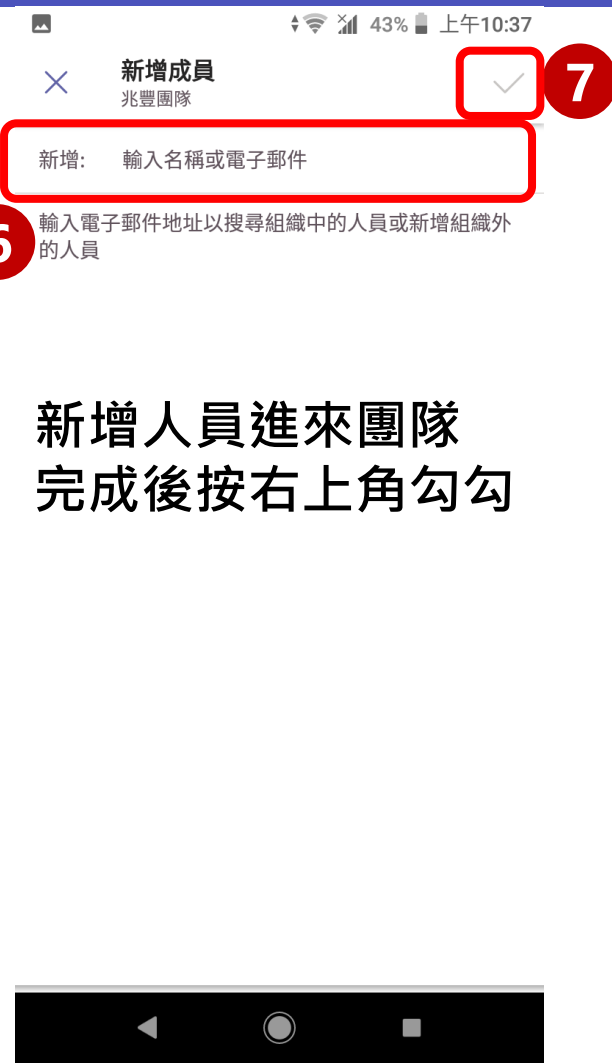 43% 上午10:37
新增成員
兆豐團隊
7
新增: 輸入名稱或電子郵件
6
輸入電子郵件地址以搜尋組織中的人員或新增組織外
的人員
新增人員進來團隊
完成後按右上角勾勾